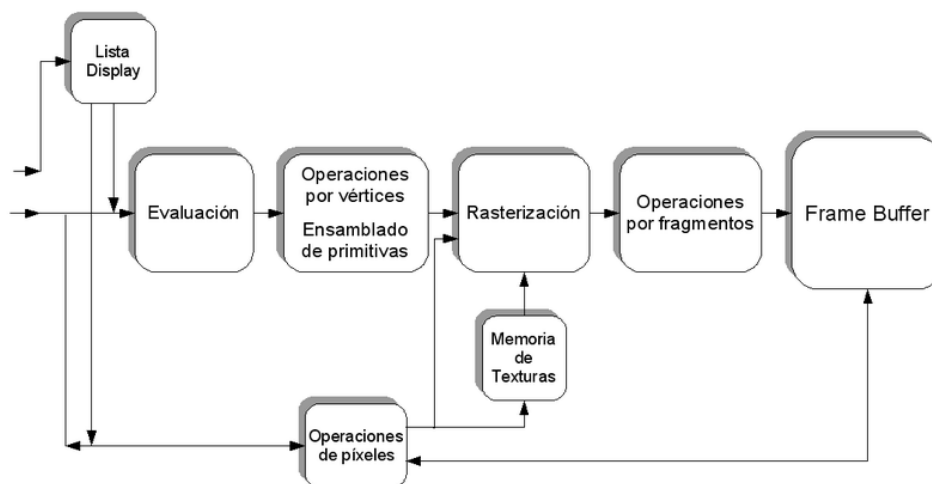 Lista
Display
Evaluación
Operaciones
por vértices
Ensamblado
de primitivas
Rasterización
Operaciones
por fragmentos
Frame Buffer
Memoria
de
Texturas
Operaciones
de píxeles